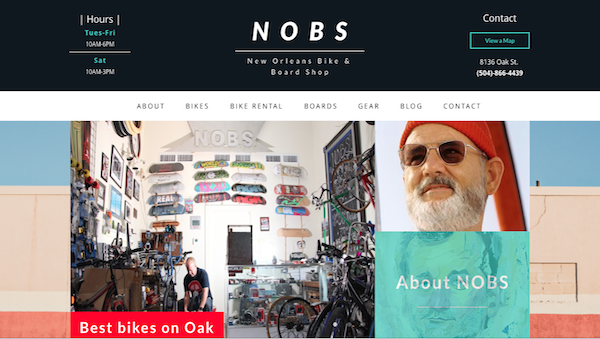 | Hours |
Tues-Fri
10AM-6PM
Sat
10AM-3PM
NOBS
New Orleans Bike &
Board Shop
Contact
View a Map
8136 Oak St.
(504)-866-4439
ABOUT BIKES BIKE RENTAL BOARDS GEAR BLOG CONTACT
NOBS
REAL
About NOBS
Best bikes on Oak